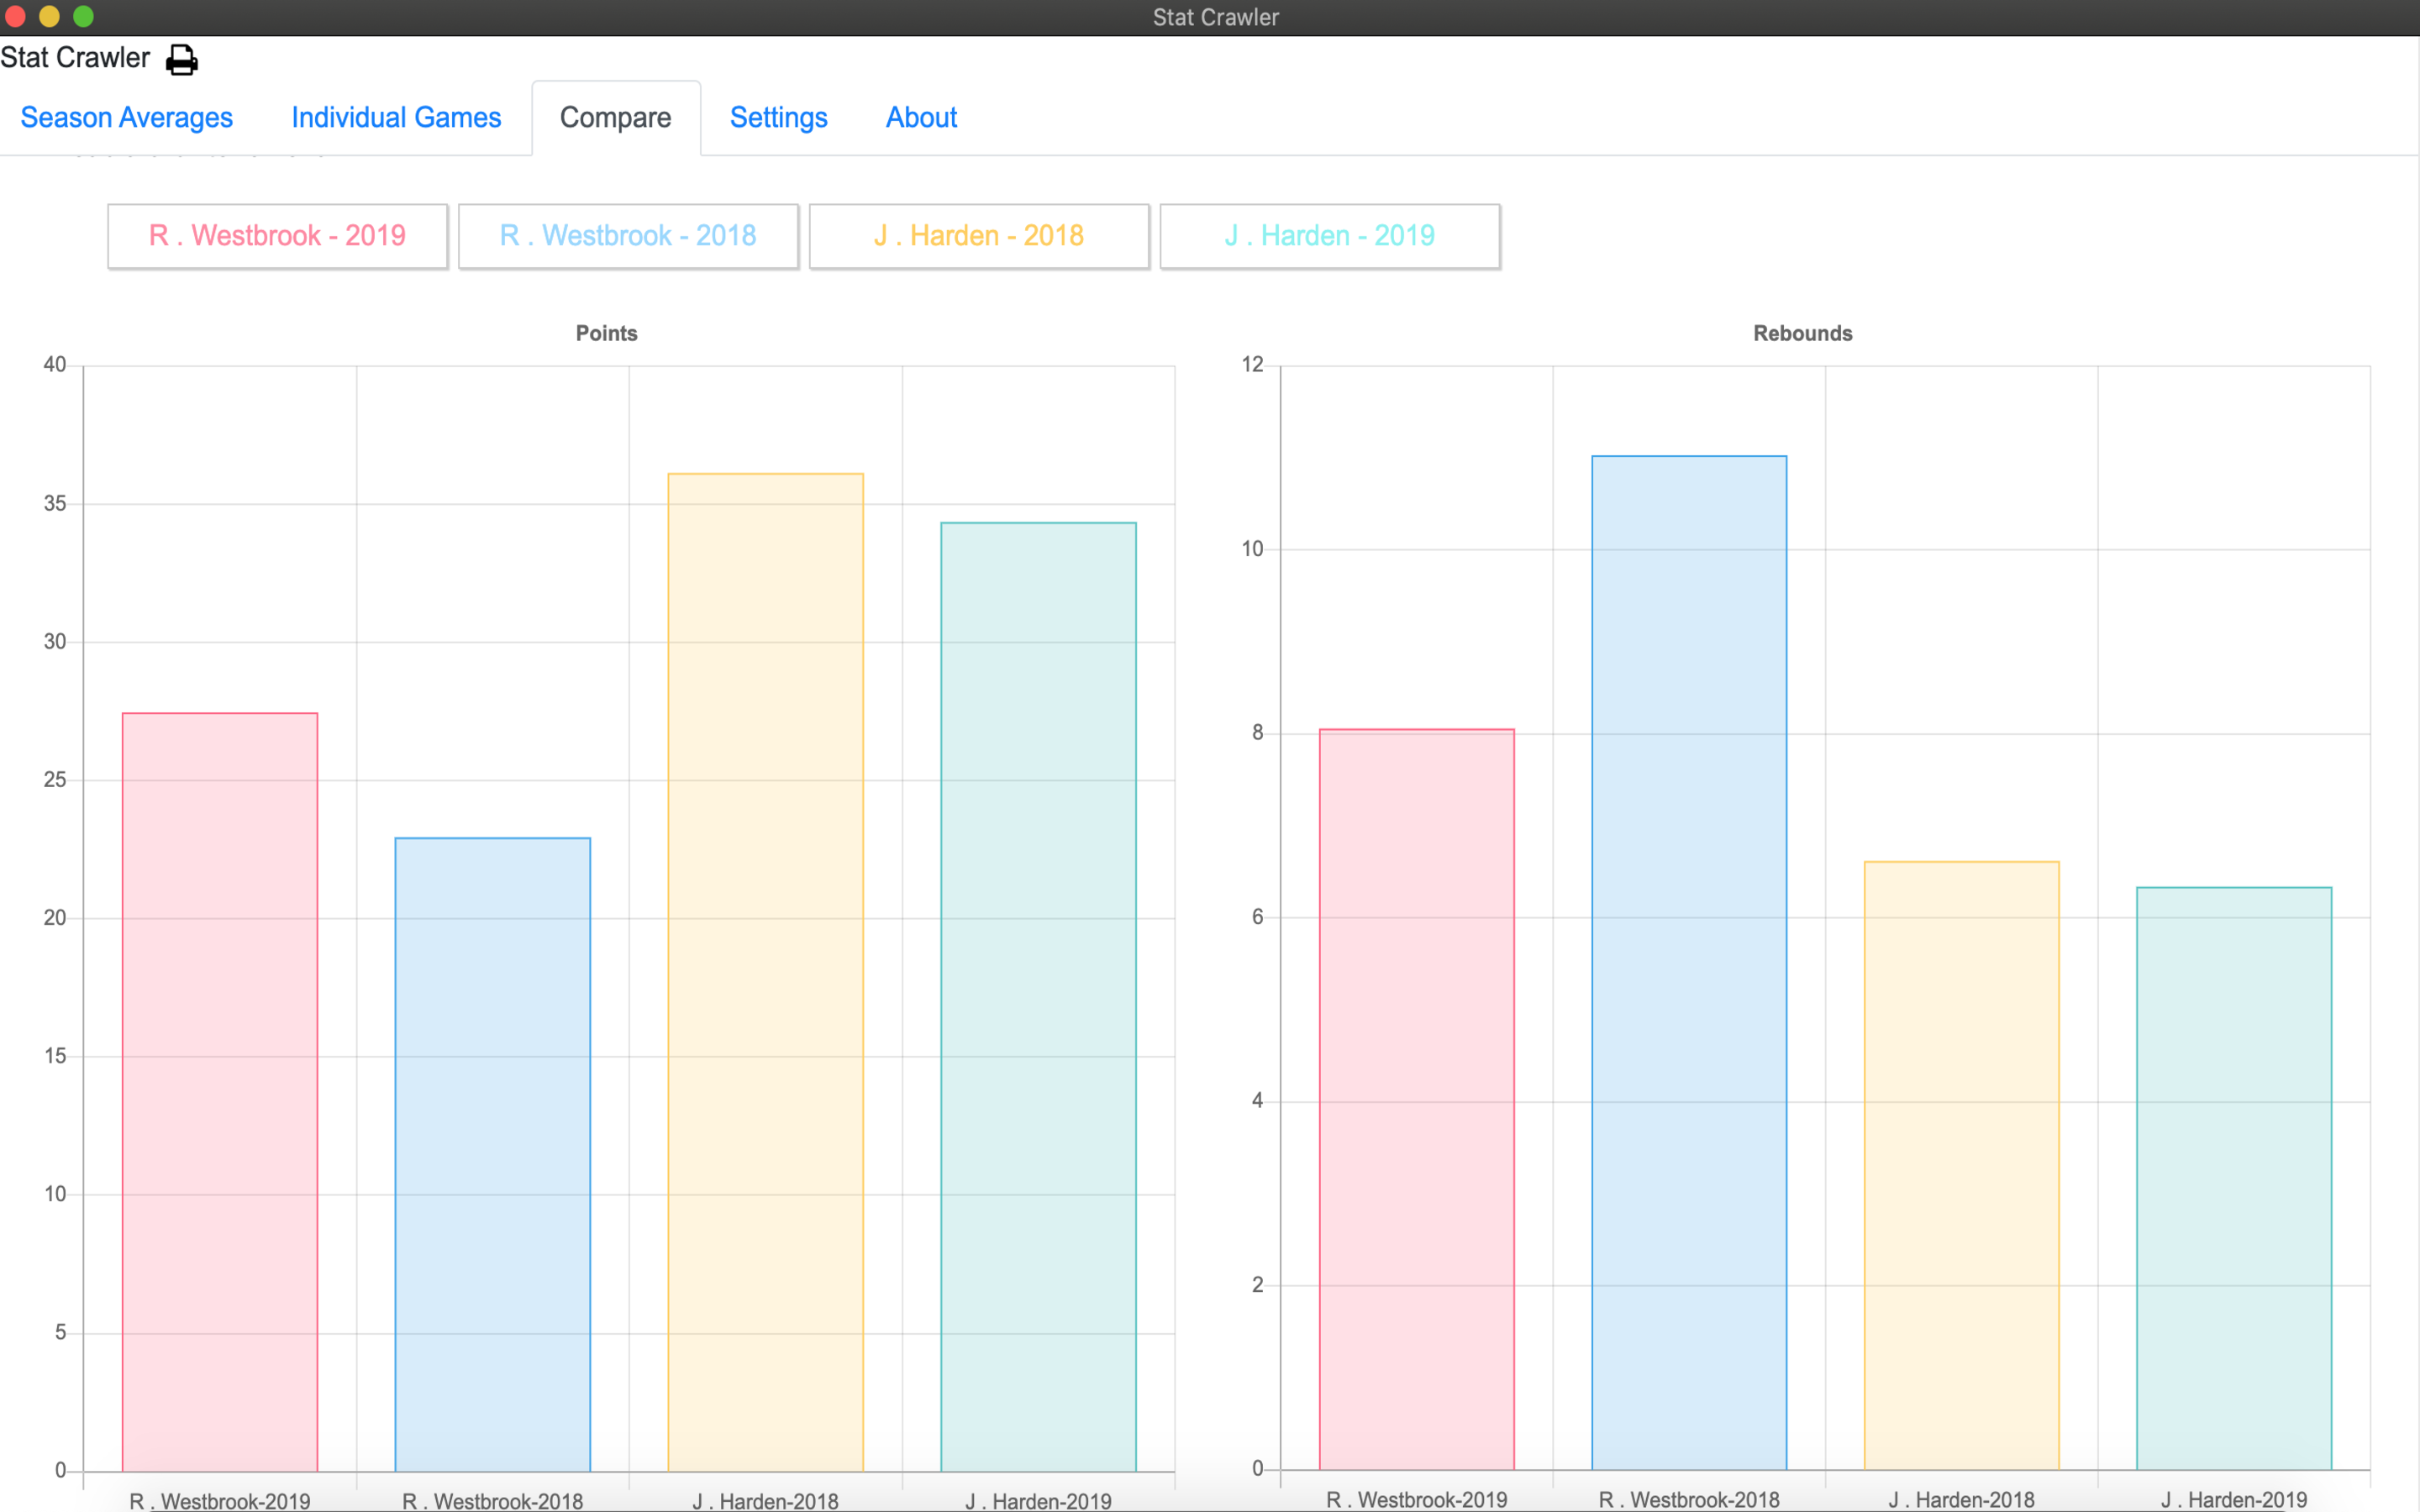 Stat Crawler
Stat Crawler
Season Averages Individual Games Compare Settings About
R . Westbrook - 2019 R . Westbrook - 2018 J . Harden - 2018 J . Harden - 2019
Points
40
35
30
25
20
15
10
5
0
R . Westbrook-2019 R . Westbrook-2018 J . Harden-2018 J . Harden-2019
Rebounds
12
10
8
6
4
2
0
R . Westbrook-2019 R . Westbrook-2018 J . Harden-2018 J . Harden-2019